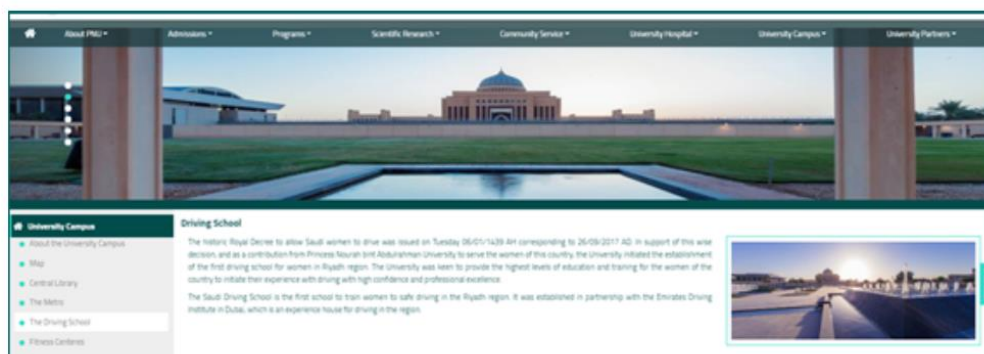 About PNU
Admissions
Programs
Scientific Research
Community Service
University Hospital
University Campus
University Partners
University Campus
About the University Campus
Map
Central Library
The Metro
The Driving School
Fitness Centeres
Driving School
The historic Royal Decree to allow Saudi women to drive was issued on Tuesday 06/01/1439 AH corresponding to 26/09/2017 AD. In support of this wise
decision, and as a contribution from Princess Nourah bint Abdulrahman University to serve the women of this country, the University initiated the establishment
of the first driving school for women in Riyadh region. The University was keen to provide the highest levels of education and training for the women of the
country to initiate their experience with driving with high confidence and professional excellence.
The Saudi Driving School is the first school to train women to safe driving in the Riyadh region. It was established in partnership with the Emirates Driving
Institute in Dubai, which is an experience house for driving in the region.